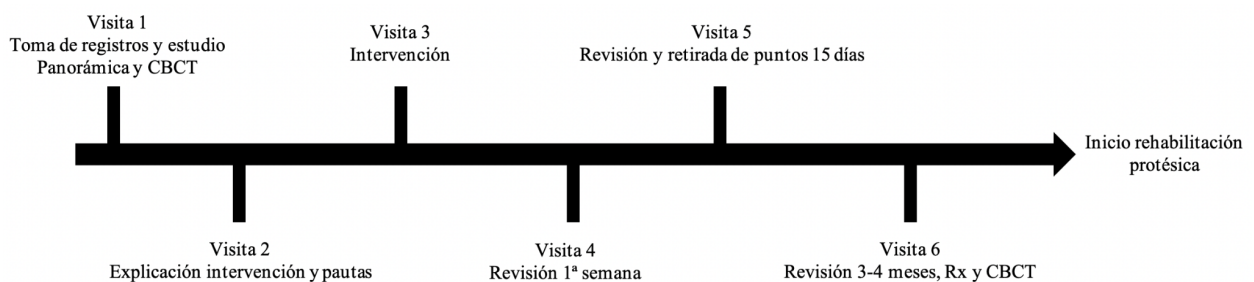 Visita 1
Toma de registros y estudio
Panorámica y CBCT
Visita 3
Intervención
Visita 5
Revisión y retirada de puntos 15 días
Inicio rehabilitación
protésica
Visita 2
Explicación intervención y pautas
Visita 4
Revisión 1ª semana
Visita 6
Revisión 3-4 meses, Rx y CBCT